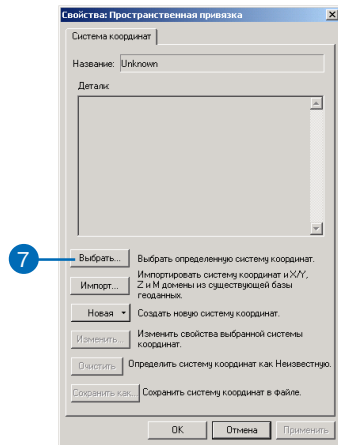 Свойства: Пространственная привязка
Система координат
Название: Unknown
Детали:
7
Выбрать... Выбрать определенную систему координат.
Импорт... Импортировать систему координат и X/Y,
Z и M домены из существующей базы
геоданных.
Новая Создать новую систему координат.
Изменить... Изменить свойства выбранной системы
координат.
Очистить Определить систему координат как Неизвестную.
Сохранить как... Сохранить систему координат в файле.
OK Отмена Применить